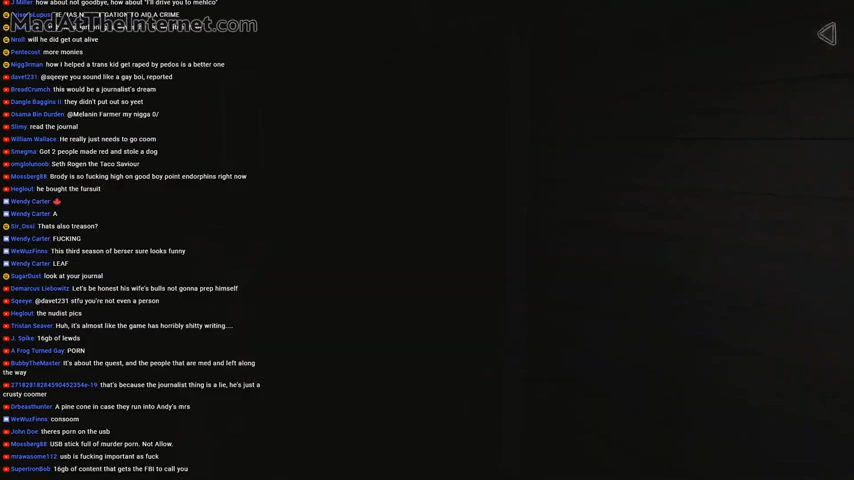 J Miller how about not goodbye, how about "I'll drive you to mehico"
MadAtTheInternet.com
Nroll: will he did get out alive
Pentecost: more monies
Nigg3rman: how I helped a trans kid get raped by pedos is a better one
davet231: @sqeeye you sound like a gay boi, reported
BreadCrumch: this would be a journalist's dream
Dangle Baggins II: they didn't put out so yeet
Osama Bin Durden: @Melanin Farmer my nigga 0/
Slimy: read the journal
William Wallace: He really just needs to go coom
Smegma: Got 2 people made red and stole a dog
omglolunoob: Seth Rogen the Taco Saviour
Mossberg88: Brody is so fucking high on good boy point endorphins right now
Heglout: he bought the fursuit
Wendy Carter: 🍁
Wendy Carter: A
Sir_Ossi: Thats also treason?
Wendy Carter: FUCKING
WeWuzFinns: This third season of berser sure looks funny
Wendy Carter: LEAF
SugarDust: look at your journal
Demarcus Liebowitz: Let's be honest his wife's bulls not gonna prep himself
Sqeeye: @davet231 stfu you're not even a person
Heglout: the nudist pics
Tristan Seaver: Huh, it's almost like the game has horribly shitty writing....
J. Spike: 16gb of lewds
A Frog Turned Gay: PORN
BubbyTheMaster: It's about the quest, and the people that are med and left along
the way
27182818284590452354e-19: that's because the journalist thing is a lie, he's just a
crusty coomer
Drbeasthunter: A pine cone in case they run into Andy's mrs
WeWuzFinns: consoom
John Doe: theres porn on the usb
Mossberg88: USB stick full of murder porn. Not Allow.
mrawasome112: usb is fucking important as fuck
SuperIronBob: 16gb of content that gets the FBI to call you